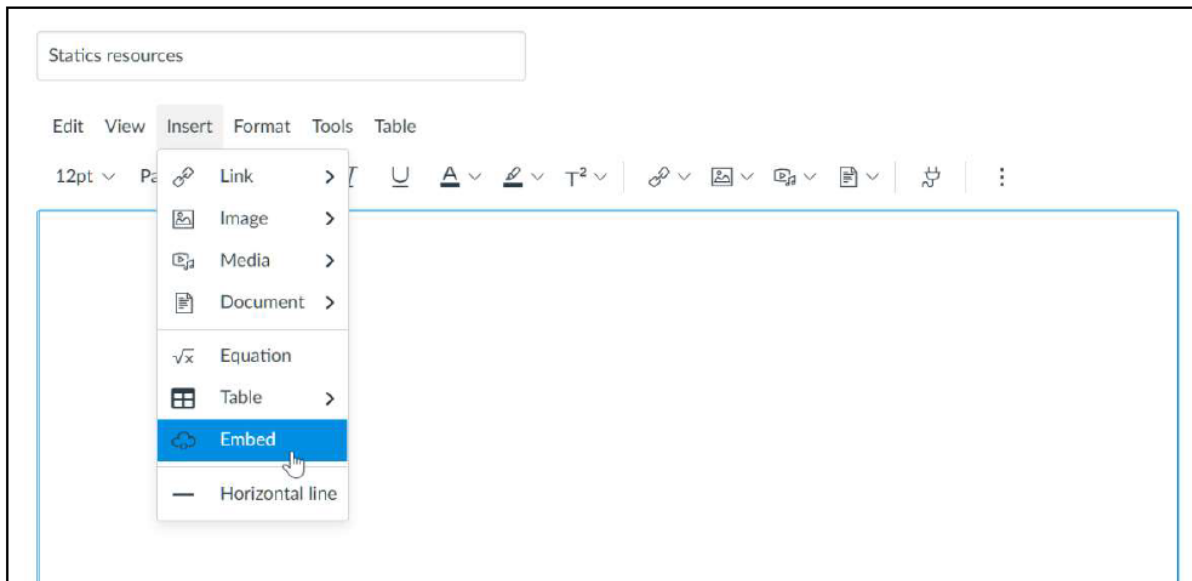 Statics resources
Edit View Insert Format Tools Table
12pt
Link
Image
Media
Document
Equation
Table
Embed
Horizontal line